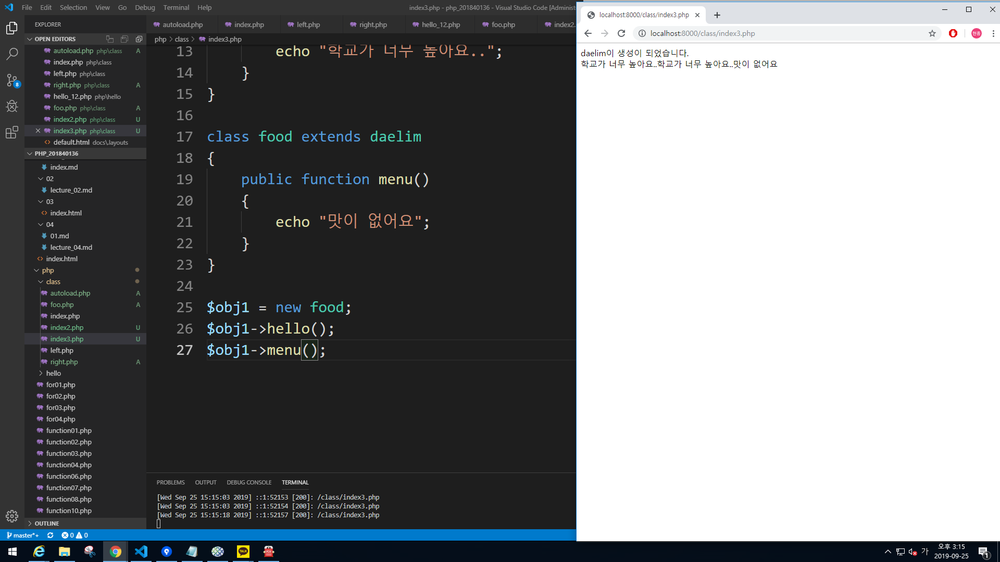 File Edit Selection View Go Debug Terminal Help
index3.php - php_201840136 - Visual Studio Code [Adminis
EXPLORER
OPEN EDITORS
autoload.php php\class A
index.php php\class
left.php php\class
right.php php\class A
hello_12.php php\hello
foo.php php\class A
index2.php php\class U
index3.php php\class U
default.html docs\.layouts
PHP_201840136
index.md
02
lecture_02.md
03
index.html
04
01.md
lecture_04.md
index.html
php
class
autoload.php A
foo.php A
index.php
index2.php U
index3.php U
left.php
right.php A
hello
for01.php
for02.php
for03.php
for04.php
function01.php
function02.php
function03.php
function04.php
function06.php
function07.php
function08.php
function10.php
OUTLINE
8
autoload.php index.php left.php right.php hello_12.php foo.php index2.
php > class > index3.php
13 echo "학교가 너무 높아요..";
14 }
15 }
16
17 class food extends daelim
18 {
19 public function menu()
20 {
21 echo "맛이 없어요";
22 }
23 }
24
25 $obj1 = new food;
26 $obj1->hello();
27 $obj1->menu();
PROBLEMS OUTPUT DEBUG CONSOLE TERMINAL
[Wed Sep 25 15:15:03 2019] ::1:52153 [200]: /class/index3.php
[Wed Sep 25 15:15:03 2019] ::1:52154 [200]: /class/index3.php
[Wed Sep 25 15:15:18 2019] ::1:52157 [200]: /class/index3.php
master*+ 0 0
localhost:8000/class/index3.php
localhost:8000/class/index3.php
현종
daelim이 생성이 되었습니다.
학교가 너무 높아요..학교가 너무 높아요..맛이 없어요
TALK
PDF
가
오후 3:15
2019-09-25
1